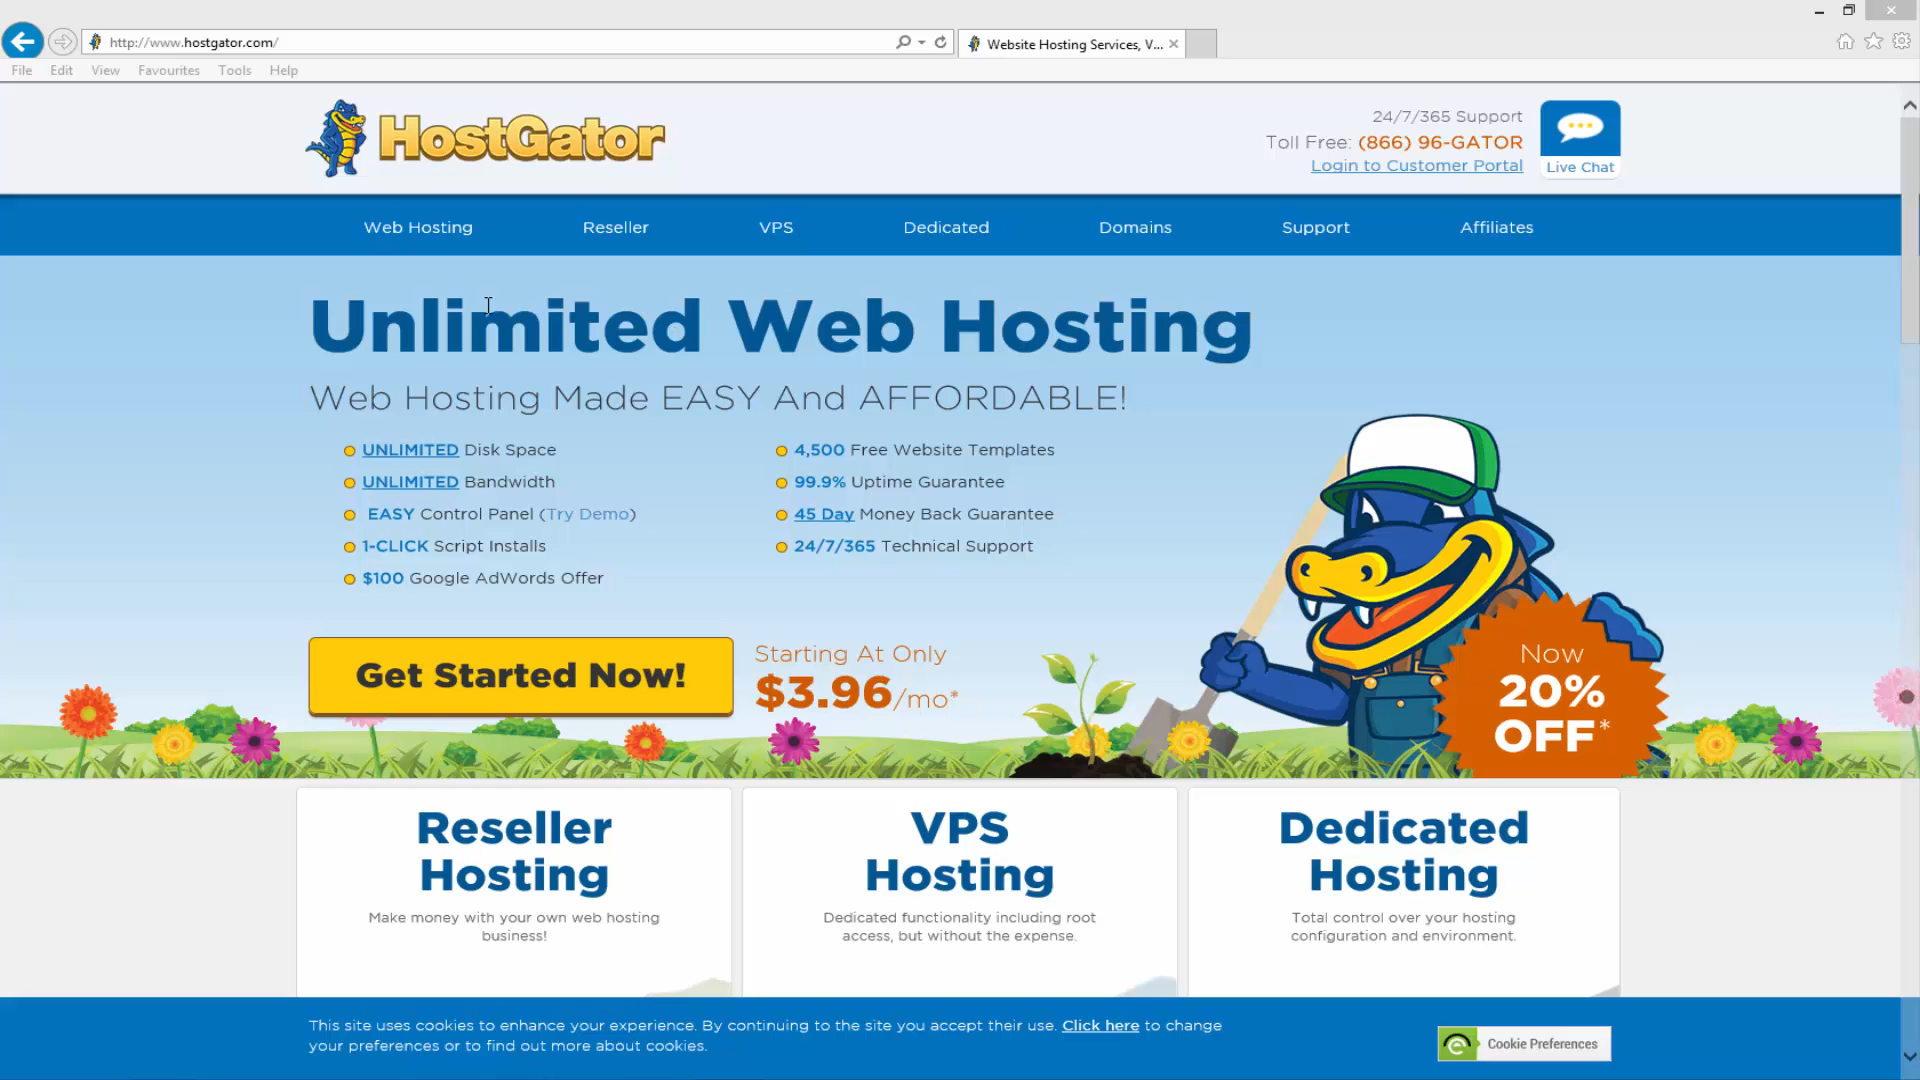 http://www.hostgator.com/
Website Hosting Services, V...
File Edit View Favourites Tools Help
HostGator
24/7/365 Support
Toll Free: (866) 96-GATOR
Login to Customer Portal
Live Chat
Web Hosting Reseller VPS Dedicated Domains Support Affiliates
Unlimited Web Hosting
Web Hosting Made EASY And AFFORDABLE!
UNLIMITED Disk Space
UNLIMITED Bandwidth
EASY Control Panel (Try Demo)
1-CLICK Script Installs
$100 Google AdWords Offer
4,500 Free Website Templates
99.9% Uptime Guarantee
45 Day Money Back Guarantee
24/7/365 Technical Support
Get Started Now!
Starting At Only
$3.96/mo*
Now
20%
OFF*
Reseller
Hosting
Make money with your own web hosting
business!
VPS
Hosting
Dedicated functionality including root
access, but without the expense.
Dedicated
Hosting
Total control over your hosting
configuration and environment.
This site uses cookies to enhance your experience. By continuing to the site you accept their use. Click here to change
your preferences or to find out more about cookies.
Cookie Preferences